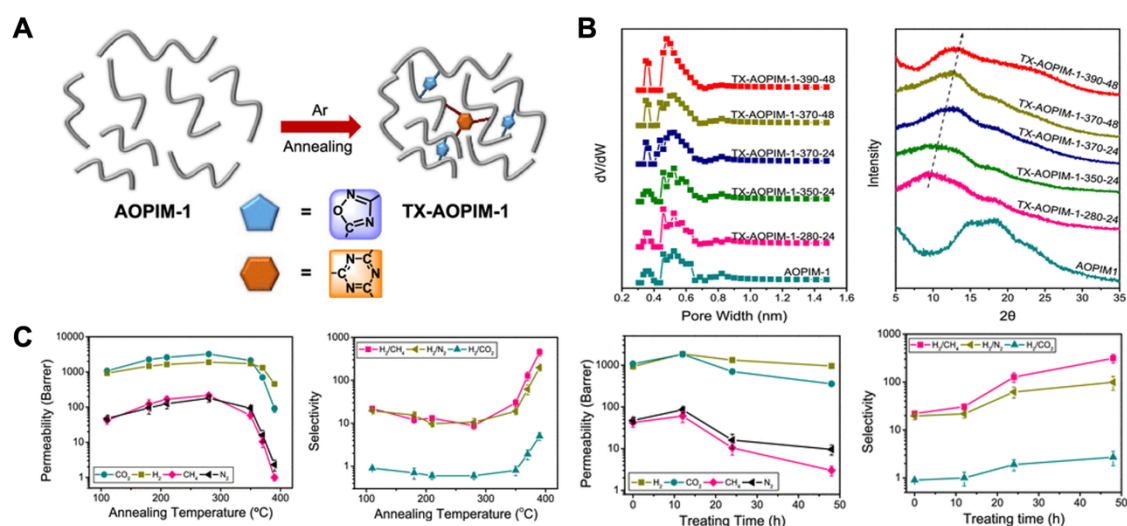 A
Ar
Annealing
AOPIM-1
TX-AOPIM-1
=
O
N
N
=
N
C
N
C
N=C
B
dV/dW
TX-AOPIM-1-390-48
TX-AOPIM-1-370-48
TX-AOPIM-1-370-24
TX-AOPIM-1-350-24
TX-AOPIM-1-280-24
AOPIM-1
0.2 0.4 0.6 0.8 1.0 1.2 1.4 1.6
Pore Width (nm)
Intensity
TX-AOPIM-1-390-48
TX-AOPIM-1-370-48
TX-AOPIM-1-370-24
TX-AOPIM-1-350-24
TX-AOPIM-1-280-24
AOPIM1
5 10 15 20 25 30 35
2θ
C
Permeability (Barrer)
10000
1000
100
10
1
CO2 H2 CH4 N2
100 150 200 250 300 350 400
Annealing Temperature (ºC)
Selectivity
1000
100
10
1
H2/CH4 H2/N2 H2/CO2
100 150 200 250 300 350 400
Annealing Temperature (°C)
Permeability (Barrer)
10000
1000
100
10
1
H2 CO2 CH4 N2
0 10 20 30 40 50
Treating Time (h)
Selectivity
1000
100
10
1
H2/CH4 H2/N2 H2/CO2
0 10 20 30 40 50
Treating time (h)